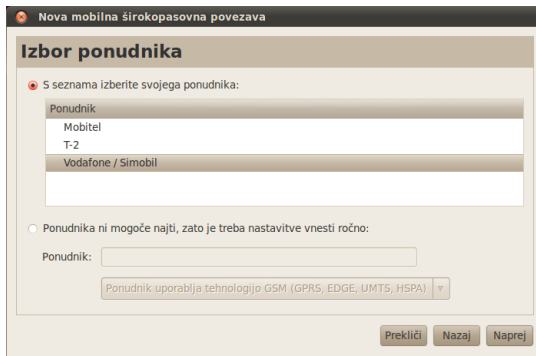 Nova mobilna širokopasovna povezava
Izbor ponudnika
S seznama izberite svojega ponudnika:
Ponudnik
Mobitel
T-2
Vodafone / Simobil
Ponudnika ni mogoče najti, zato je treba nastavitve vnesti ročno:
Ponudnik:
Ponudnik uporablja tehnologijo GSM (GPRS, EDGE, UMTS, HSPA)
Prekliči Nazaj Naprej